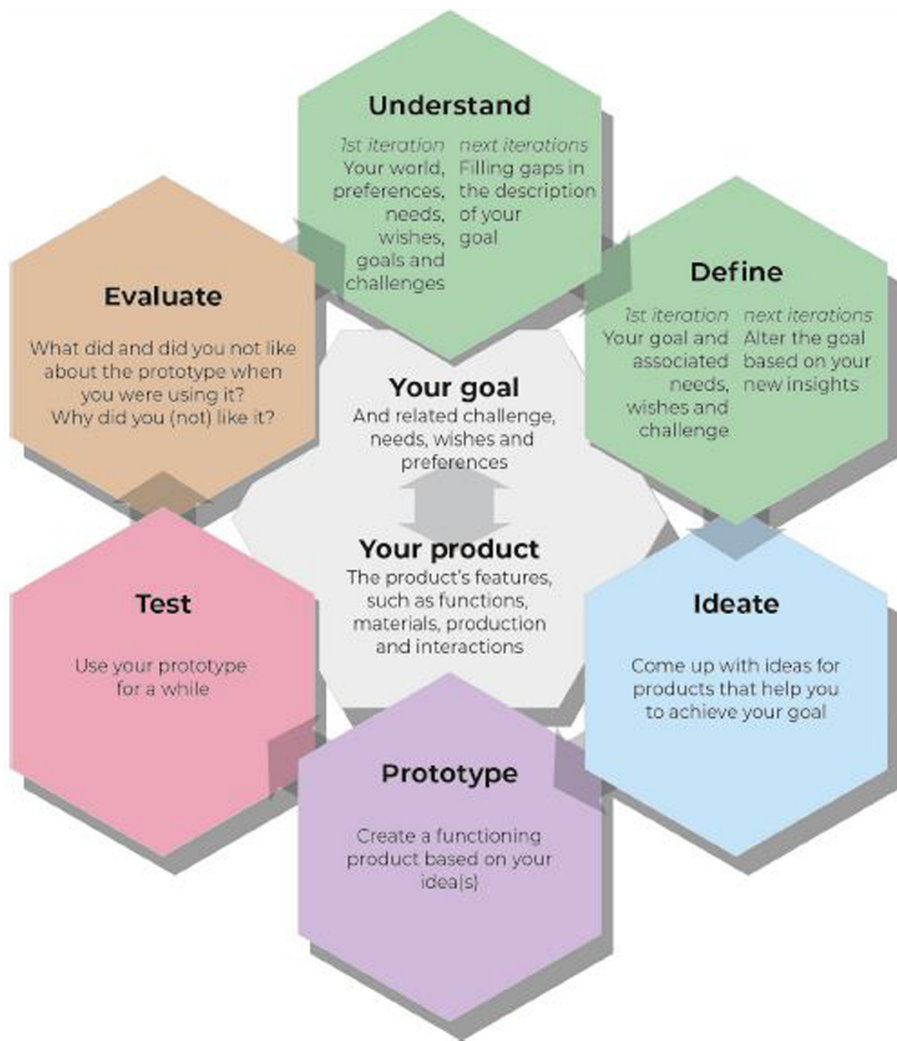 Understand
1st iteration
Your world,
preferences,
needs,
wishes,
goals and
challenges
next iterations
Filling gaps in
the description
of your
goal
Define
1st iteration
Your goal and
associated
needs,
wishes and
challenge
next iterations
Alter the goal
based on your
new insights
Ideate
Come up with ideas for
products that help you
to achieve your goal
Prototype
Create a functioning
product based on your
idea(s)
Test
Use your prototype
for a while
Evaluate
What did and did you not like
about the prototype when
you were using it?
Why did you (not) like it?
Your goal
And related challenge,
needs, wishes and
preferences
Your product
The product's features,
such as functions,
materials, production
and interactions